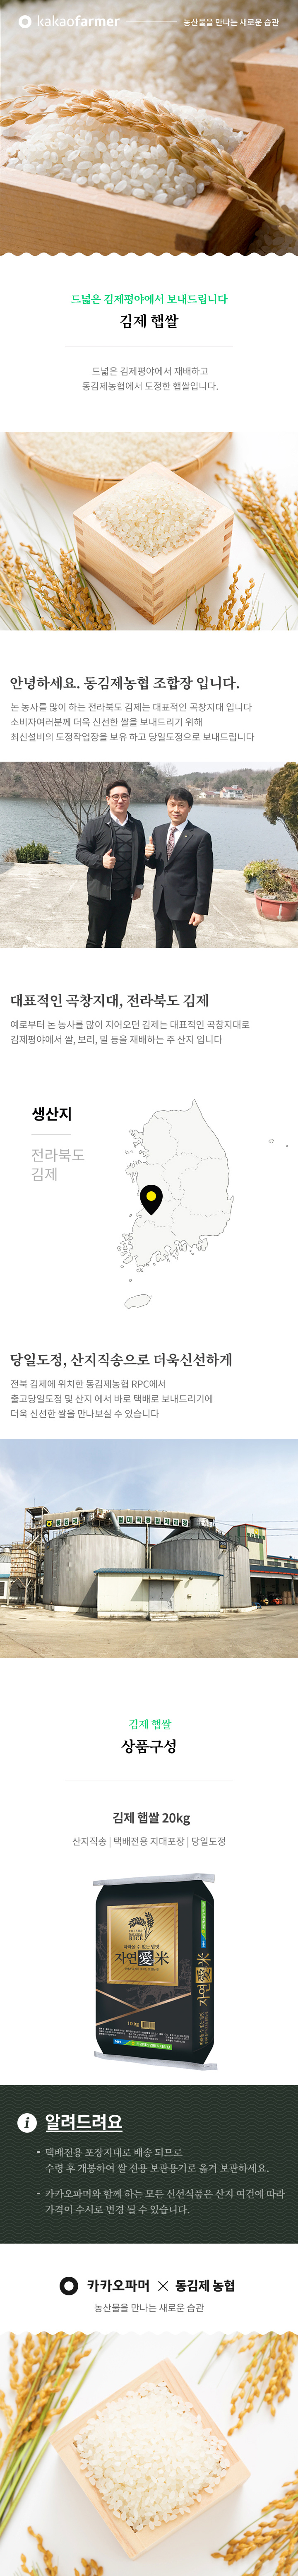 kakaofarmer
농산물을 만나는 새로운 습관
드넓은 김제평야에서 보내드립니다
김제 햅쌀
드넓은 김제평야에서 재배하고
동김제농협에서 도정한 햅쌀입니다.
안녕하세요. 동김제농협 조합장 입니다.
논 농사를 많이 하는 전라북도 김제는 대표적인 곡창지대 입니다
소비자여러분께 더욱 신선한 쌀을 보내드리기 위해
최신설비의 도정작업장을 보유 하고 당일도정으로 보내드립니다
대표적인 곡창지대, 전라북도 김제
예로부터 논 농사를 많이 지어오던 김제는 대표적인 곡창지대로
김제평야에서 쌀, 보리, 밀 등을 재배하는 주 산지 입니다
생산지
전라북도
김제
당일도정, 산지직송으로 더욱신선하게
전북 김제에 위치한 동김제농협 RPC에서
출고당일도정 및 산지 에서 바로 택배로 보내드리기에
더욱 신선한 쌀을 만나보실 수 있습니다
김제 햅쌀
상품구성
김제 햅쌀 20kg
산지직송 | 택배전용 지대포장 | 당일도정
RICE
자연愛米
자연愛米
10 kg
알려드려요
- 택배전용 포장지대로 배송 되므로
수령 후 개봉하여 쌀 전용 보관용기로 옮겨 보관하세요.
- 카카오파머와 함께 하는 모든 신선식품은 산지 여건에 따라
가격이 수시로 변경 될 수 있습니다.
카카오파머 × 동김제 농협
농산물을 만나는 새로운 습관